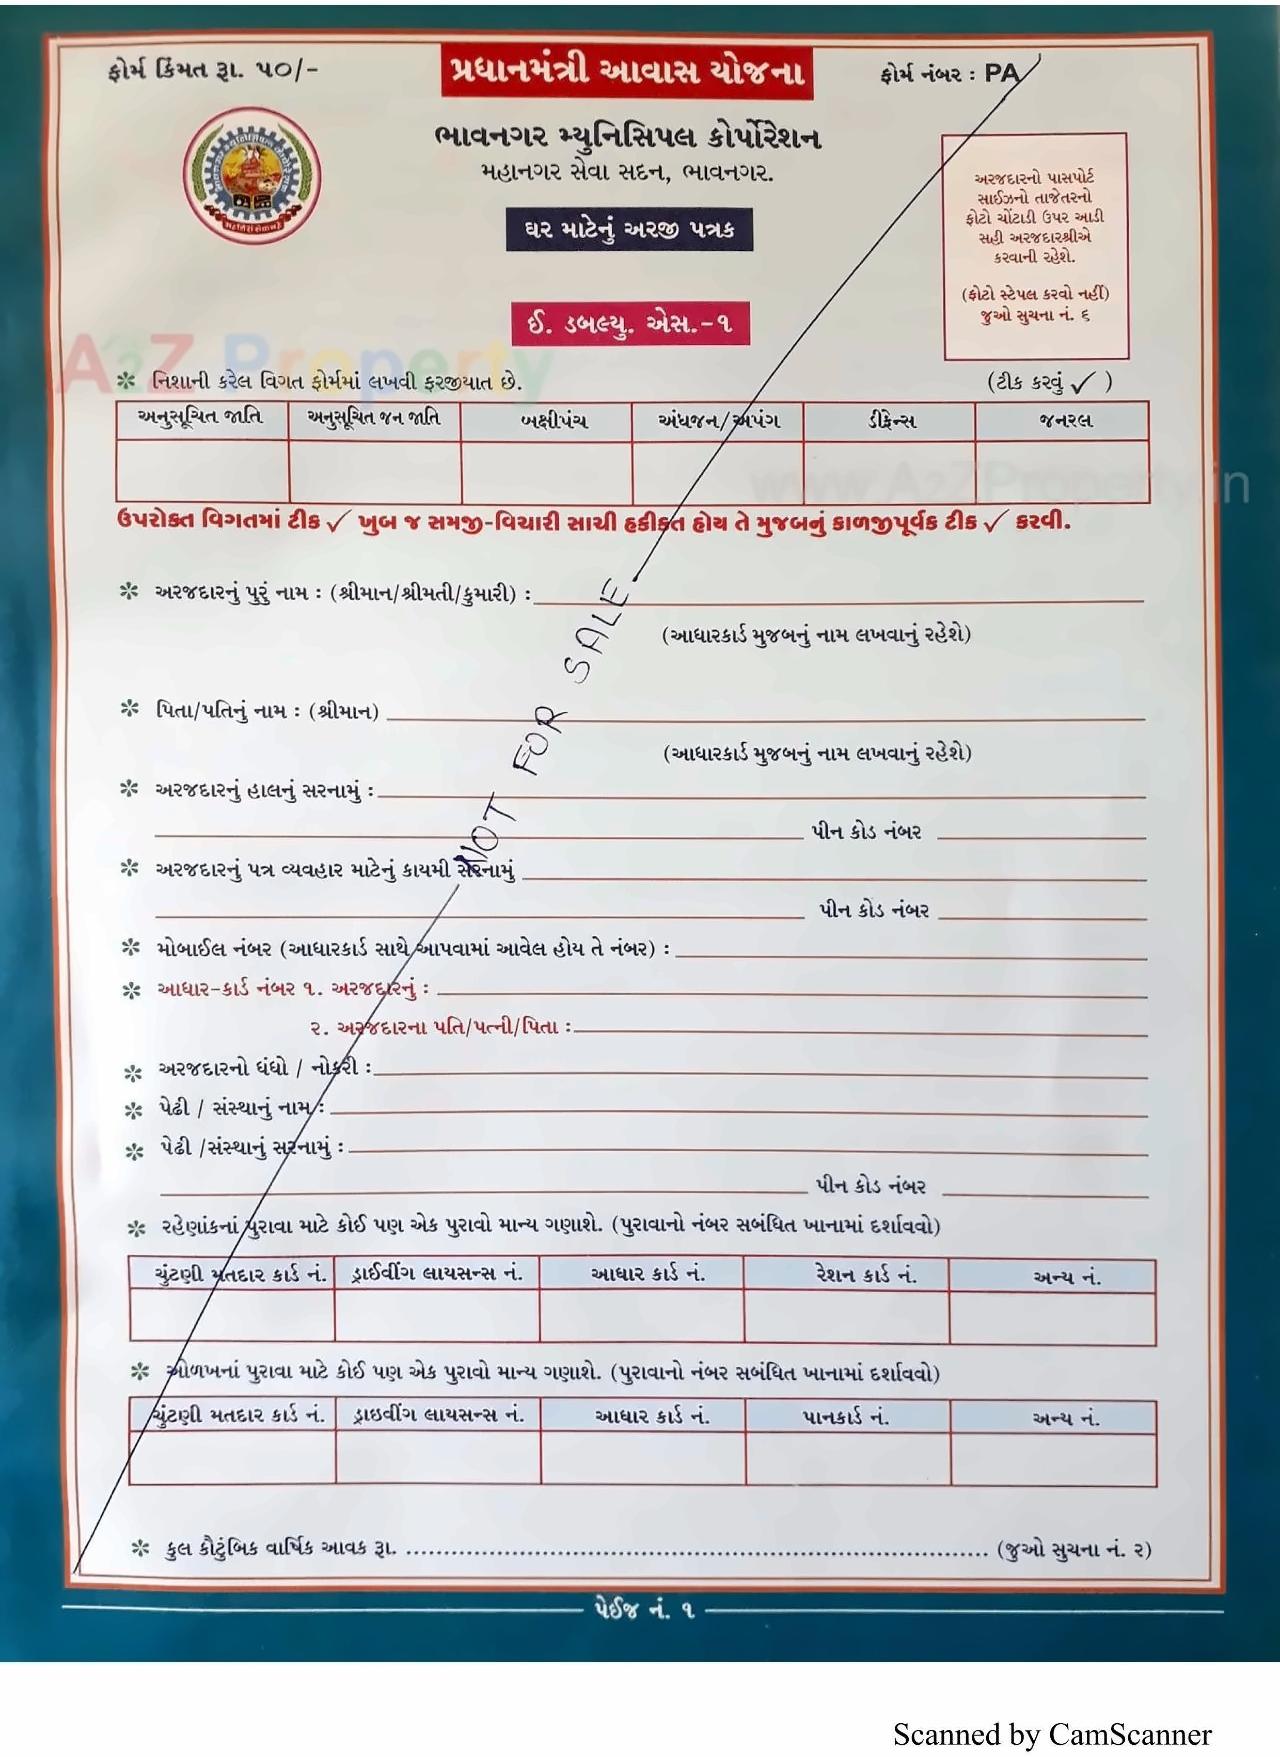 ફોર્મ કિંમત રૂા. ૫૦/-
પ્રધાનમંત્રી આવાસ યોજના
ફોર્મ નંબર : PA
ભાવનગર મ્યુનિસિપલ કોર્પોરેશન
મહાનગર સેવા સદન, ભાવનગર.
ઘર માટેનું અરજી પત્રક
અરજદારનો પાસપોર્ટ
સાઈઝનો તાજેતરનો
ફોટો ચોંટાડી ઉપર આડી
સહી અરજદારશ્રીએ
કરવાની રહેશે.
(ફોટો સ્ટેપલ કરવો નહીં)
જુઓ સુચના નં. ૬
ઈ. ડબલ્યુ. એસ.-૧
A2Z Property
✻ નિશાની કરેલ વિગત ફોર્મમાં લખવી ફરજીયાત છે.
(ટીક કરવું ✓ )
અનુસૂચિત જાતિ અનુસૂચિત જન જાતિ બક્ષીપંચ અંધજન/અપંગ ડીફેન્સ જનરલ
www.A2ZProperty.in
ઉપરોક્ત વિગતમાં ટીક ✓ ખુબ જ સમજી-વિચારી સાચી હકીકત હોય તે મુજબનું કાળજીપૂર્વક ટીક ✓ કરવી.
✻ અરજદારનું પુરું નામ : (શ્રીમાન/શ્રીમતી/કુમારી) :
(આધારકાર્ડ મુજબનું નામ લખવાનું રહેશે)
NOT FOR SALE
✻ પિતા/પતિનું નામ : (શ્રીમાન)
(આધારકાર્ડ મુજબનું નામ લખવાનું રહેશે)
✻ અરજદારનું હાલનું સરનામું :
પીન કોડ નંબર
✻ અરજદારનું પત્ર વ્યવહાર માટેનું કાયમી સરનામું
પીન કોડ નંબર
✻ મોબાઈલ નંબર (આધારકાર્ડ સાથે આપવામાં આવેલ હોય તે નંબર) :
✻ આધાર-કાર્ડ નંબર ૧. અરજદારનું :
૨. અરજદારના પતિ/પત્ની/પિતા :
✻ અરજદારનો ધંધો / નોકરી :
✻ પેઢી / સંસ્થાનું નામ :
✻ પેઢી /સંસ્થાનું સરનામું :
પીન કોડ નંબર
✻ રહેણાંકનાં પુરાવા માટે કોઈ પણ એક પુરાવો માન્ય ગણાશે. (પુરાવાનો નંબર સબંધિત ખાનામાં દર્શાવવો)
ચુંટણી મતદાર કાર્ડ નં. ડ્રાઈવીંગ લાયસન્સ નં. આધાર કાર્ડ નં. રેશન કાર્ડ નં. અન્ય નં.
✻ ઓળખનાં પુરાવા માટે કોઈ પણ એક પુરાવો માન્ય ગણાશે. (પુરાવાનો નંબર સબંધિત ખાનામાં દર્શાવવો)
ચુંટણી મતદાર કાર્ડ નં. ડ્રાઇવીંગ લાયસન્સ નં. આધાર કાર્ડ નં. પાનકાર્ડ નં. અન્ય નં.
✻ કુલ કૌટુંબિક વાર્ષિક આવક રૂા. ........................................ (જુઓ સુચના નં. ૨)
પેઈજ નં. ૧
Scanned by CamScanner